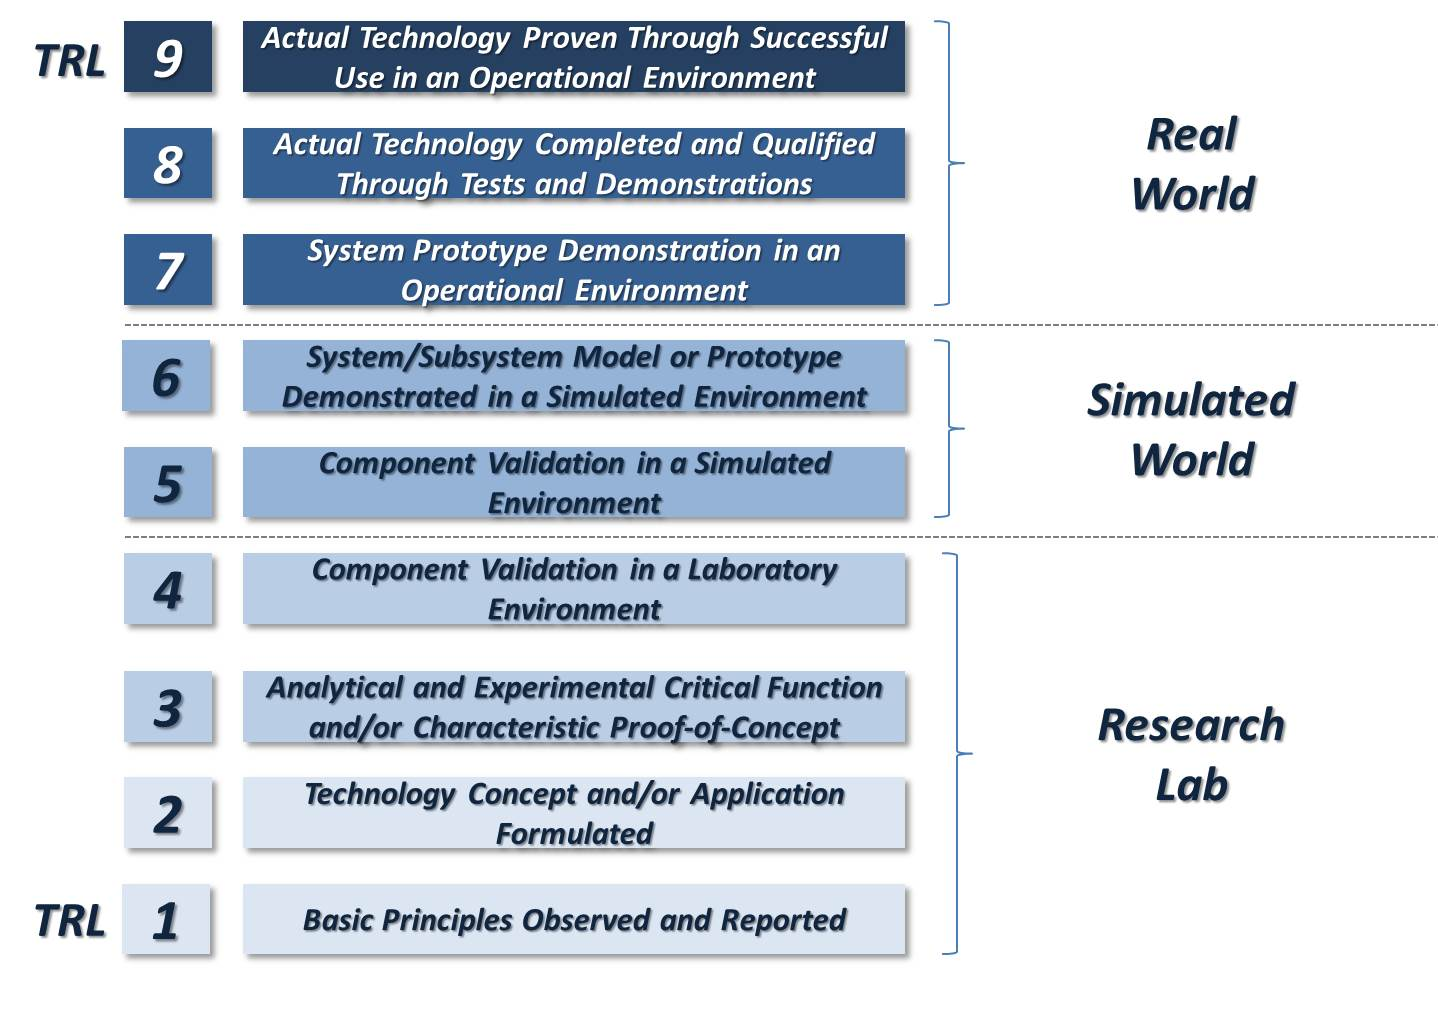 TRL
9
Actual Technology Proven Through Successful
Use in an Operational Environment
8
Actual Technology Completed and Qualified
Through Tests and Demonstrations
7
System Prototype Demonstration in an
Operational Environment
Real
World
6
System/Subsystem Model or Prototype
Demonstrated in a Simulated Environment
5
Component Validation in a Simulated
Environment
Simulated
World
4
Component Validation in a Laboratory
Environment
3
Analytical and Experimental Critical Function
and/or Characteristic Proof-of-Concept
2
Technology Concept and/or Application
Formulated
TRL
1
Basic Principles Observed and Reported
Research
Lab